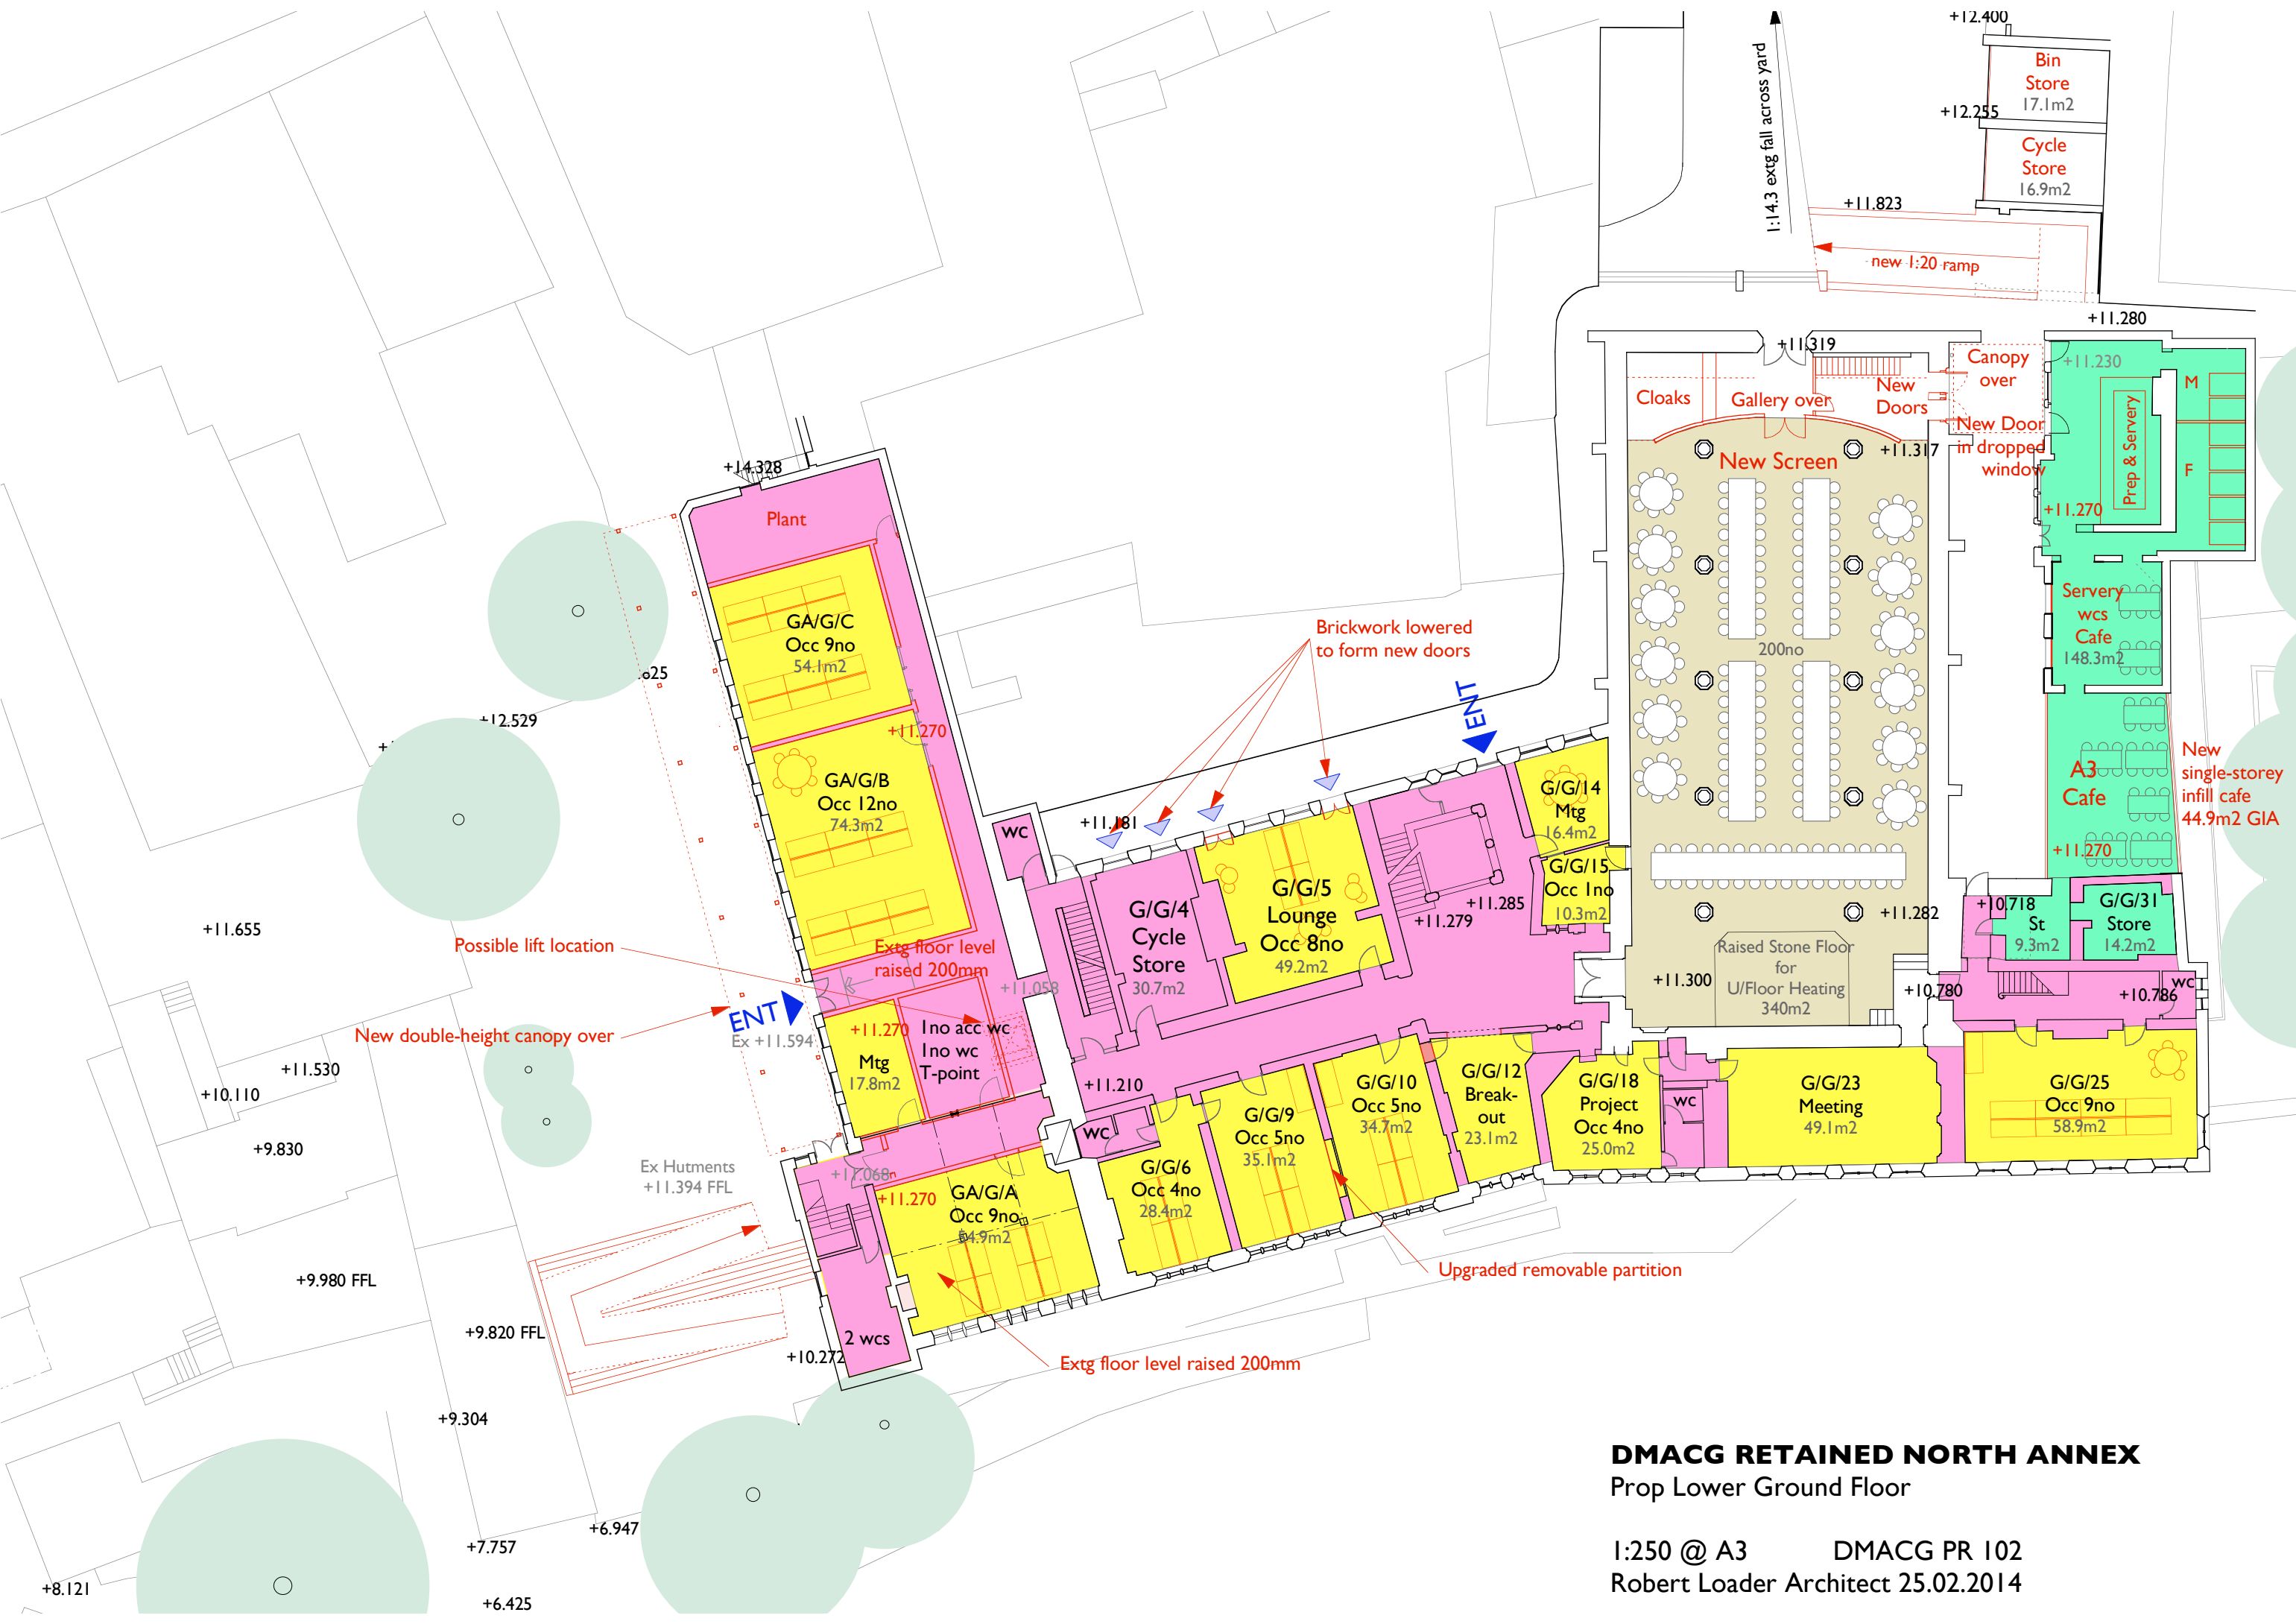 +12.400
Bin
Store
17.1m2
+12.255
Cycle
Store
16.9m2
1:14.3 extg fall across yard
+11.823
new 1:20 ramp
+11.280
+11.319
Canopy
over
+11.230
M
Cloaks
Gallery over
New
Doors
New Door
in dropped
window
Prep & Servery
F
+11.317
New Screen
+11.270
+14.328
Plant
GA/G/C
Occ 9no
54.1m2
Brickwork lowered
to form new doors
200no
Servery
wcs
Cafe
148.3m2
.625
+12.529
+11.270
ENT
GA/G/B
Occ 12no
74.3m2
A3
Cafe
New
single-storey
infill cafe
44.9m2 GIA
+11.270
wc
+11.181
G/G/14
Mtg
16.4m2
G/G/15
Occ 1no
10.3m2
G/G/5
Lounge
Occ 8no
49.2m2
G/G/4
Cycle
Store
30.7m2
+11.285
+11.279
+11.282
+10.718
St
9.3m2
G/G/31
Store
14.2m2
+11.655
Possible lift location
Extg floor level
raised 200mm
+11.058
Raised Stone Floor
for
U/Floor Heating
340m2
+11.300
+10.780
+10.786
wc
ENT
Ex +11.594
New double-height canopy over
+11.270
Mtg
17.8m2
1no acc wc
1no wc
T-point
+11.530
+10.110
+9.830
+11.210
wc
G/G/6
Occ 4no
28.4m2
G/G/9
Occ 5no
35.1m2
G/G/10
Occ 5no
34.7m2
G/G/12
Break-
out
23.1m2
G/G/18
Project
Occ 4no
25.0m2
wc
G/G/23
Meeting
49.1m2
G/G/25
Occ 9no
58.9m2
Ex Hutments
+11.394 FFL
+11.068
+11.270
GA/G/A
Occ 9no
54.9m2
+9.980 FFL
+9.820 FFL
Upgraded removable partition
2 wcs
+10.272
Extg floor level raised 200mm
+9.304
+6.947
+7.757
+8.121
+6.425
DMACG RETAINED NORTH ANNEX
Prop Lower Ground Floor
1:250 @ A3 DMACG PR 102
Robert Loader Architect 25.02.2014